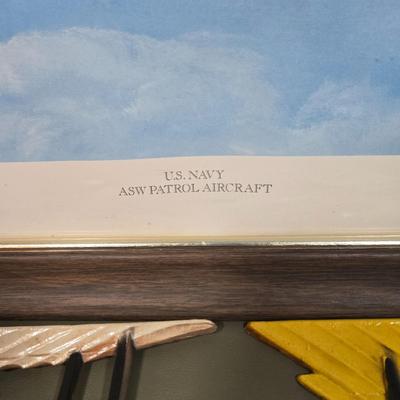 U.S. NAVY
ASW PATROL AIRCRAFT